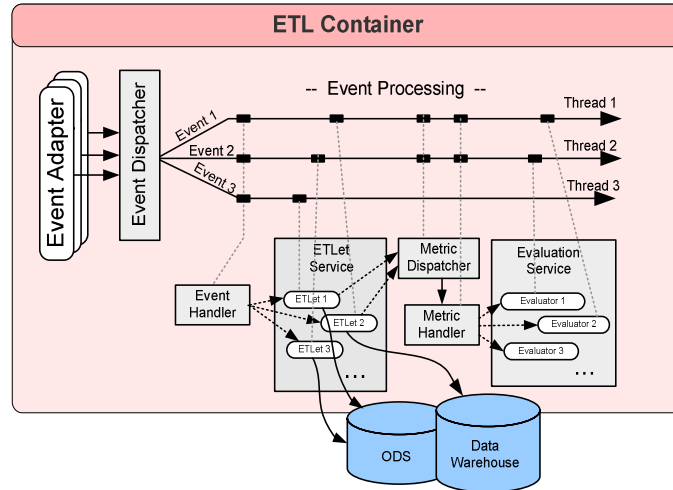 ETL Container
-- Event Processing --
Event Adapter
Event Dispatcher
Event 1
Event 2
Event 3
Thread 1
Thread 2
Thread 3
Event
Handler
ETLet
Service
ETLet 1
ETLet 2
ETLet 3
...
Metric
Dispatcher
Metric
Handler
Evaluation
Service
Evaluator 1
Evaluator 2
Evaluator 3
...
ODS
Data
Warehouse